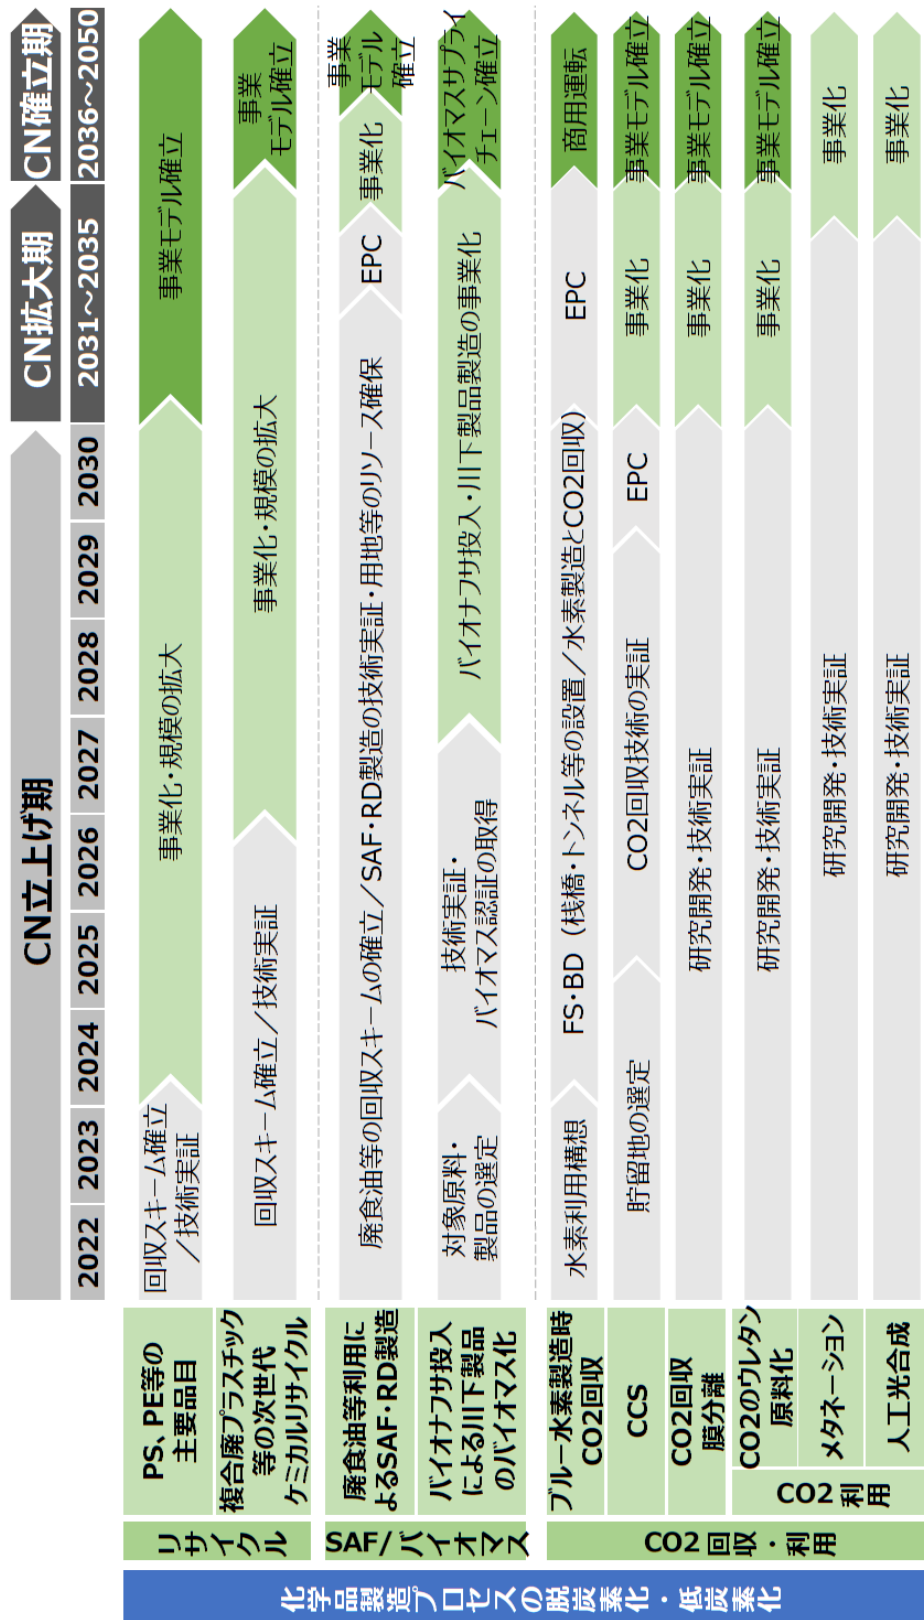 CN立上げ期
CN拡大期
CN確立期
2022
2023
2024
2025
2026
2027
2028
2029
2030
2031～2035
2036～2050
化学品製造プロセスの脱炭素化・低炭素化
リサイクル
PS、PE等の
主要品目
回収スキーム確立
／技術実証
事業化・規模の拡大
事業モデル確立
複合廃プラスチック
等の次世代
ケミカルリサイクル
回収スキーム確立／技術実証
事業化・規模の拡大
事業
モデル確立
SAF/バイオマス
廃食油等利用に
よるSAF・RD製造
廃食油等の回収スキームの確立／SAF・RD製造の技術実証・用地等のリソース確保
EPC
事業化
事業
モデル
確立
バイオナフサ投入
による川下製品
のバイオマス化
対象原料・
製品の選定
技術実証・
バイオマス認証の取得
バイオナフサ投入・川下製品製造の事業化
バイオマスサプライ
チェーン確立
CO2回収・利用
ブルー水素製造時
CO2回収
水素利用構想
FS・BD（桟橋・トンネル等の設置／水素製造とCO2回収）
EPC
商用運転
CCS
貯留地の選定
CO2回収技術の実証
EPC
事業化
事業モデル確立
CO2回収
膜分離
研究開発・技術実証
事業化
事業モデル確立
CO2
利用
CO2のウレタン
原料化
研究開発・技術実証
事業化
事業モデル確立
メタネーション
研究開発・技術実証
事業化
人工光合成
研究開発・技術実証
事業化